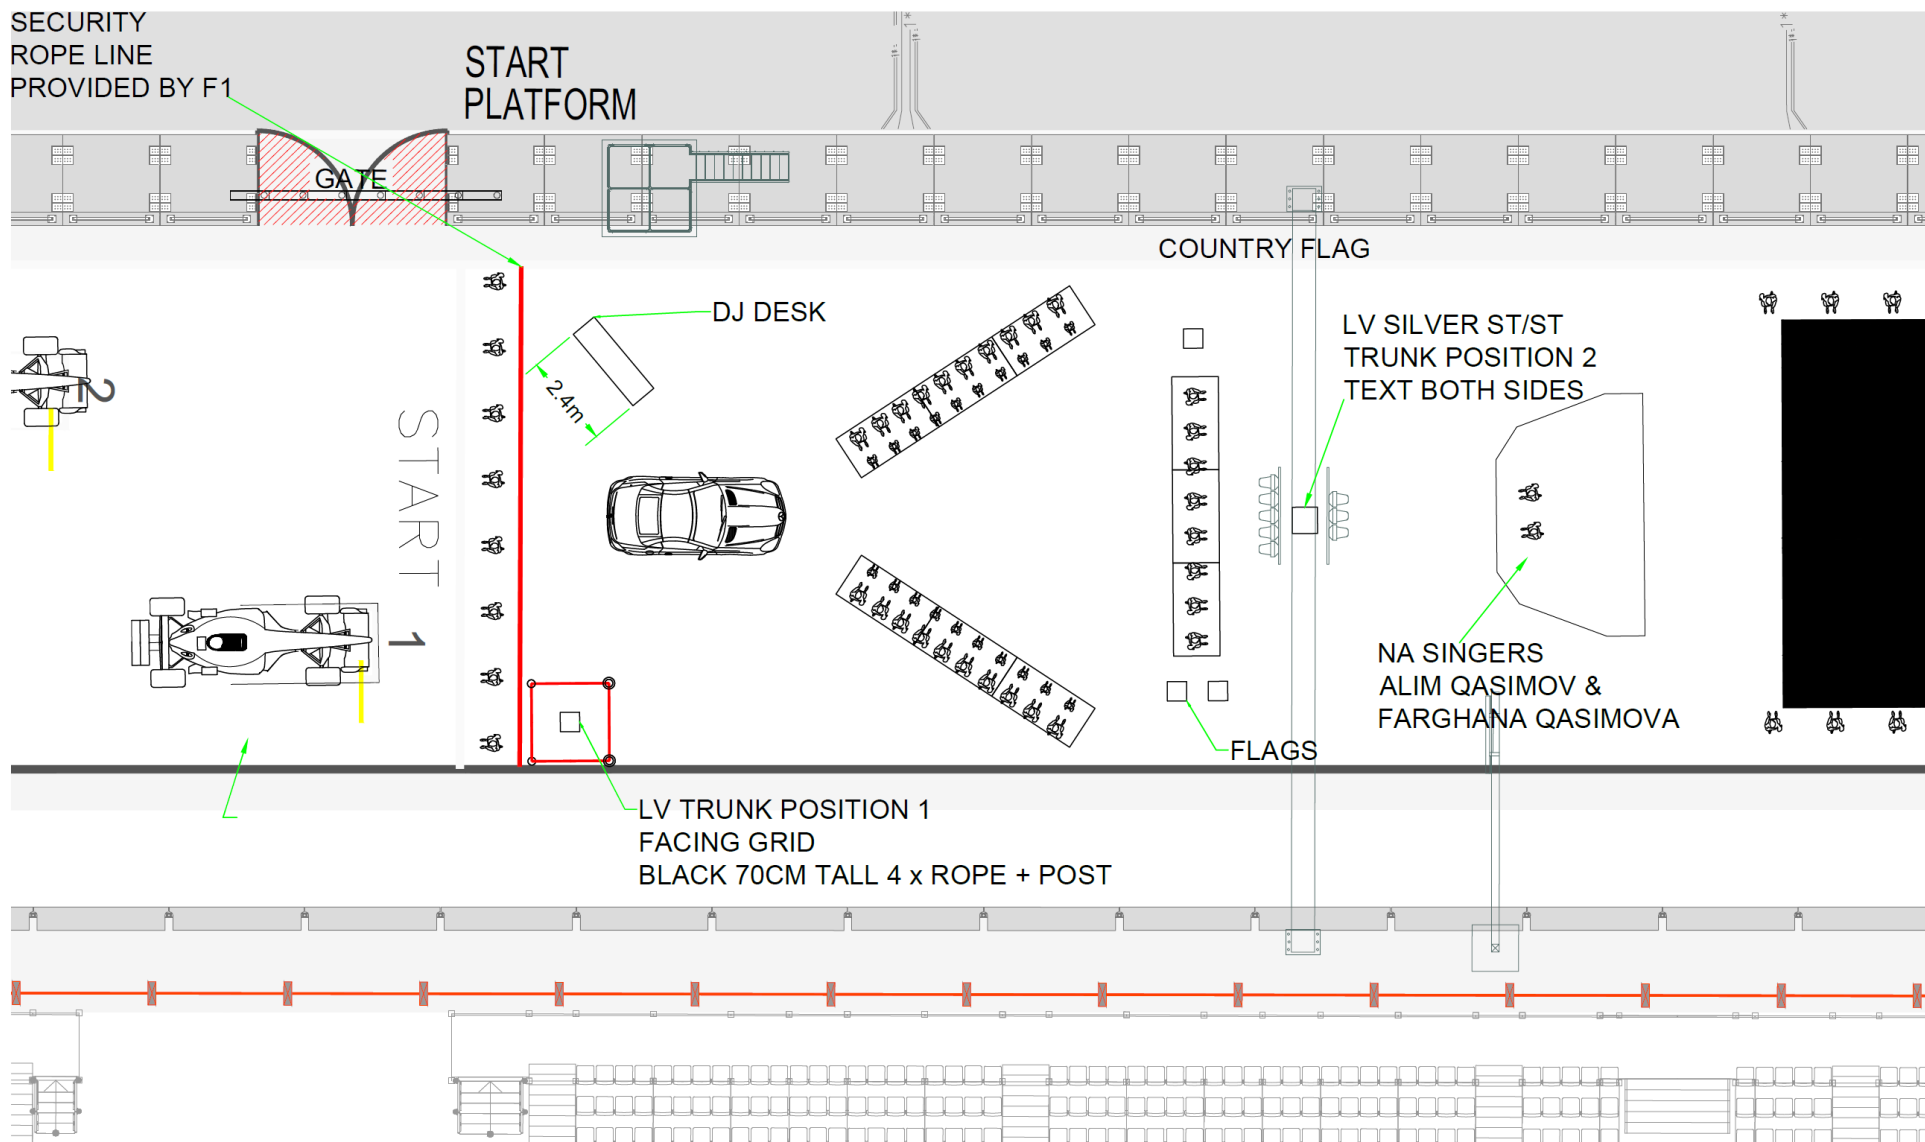 SECURITY
ROPE LINE
PROVIDED BY F1
START
PLATFORM
GATE
COUNTRY FLAG
DJ DESK
2.4m
LV SILVER ST/ST
TRUNK POSITION 2
TEXT BOTH SIDES
2
START
1
NA SINGERS
ALIM QASIMOV &
FARGHANA QASIMOVA
FLAGS
LV TRUNK POSITION 1
FACING GRID
BLACK 70CM TALL 4 x ROPE + POST